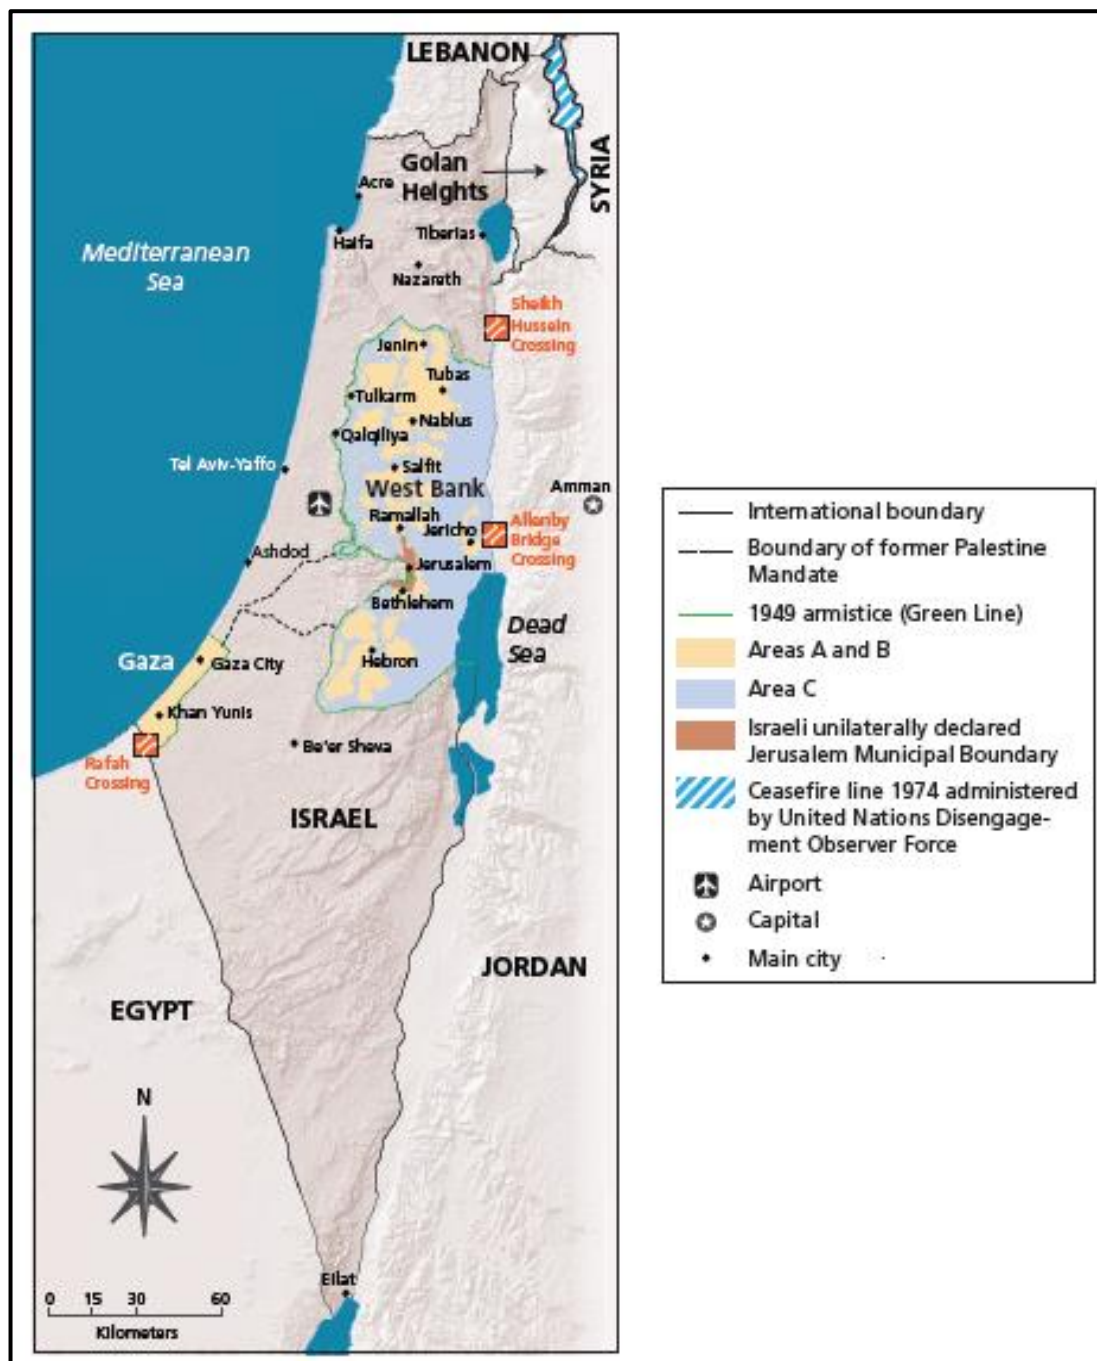 LEBANON
Golan
Heights
SYRIA
Acre
Haifa
Tiberias
Mediterranean
Sea
Nazareth
Sheikh
Hussein
Crossing
Jenin
Tubas
Tulkarm
Nablus
Qalqiliya
Tel Aviv-Yaffo
Salfit
West Bank
Amman
Ramallah
Jericho
Allenby
Bridge
Crossing
Ashdod
Jerusalem
Bethlehem
Dead
Sea
Gaza
Gaza City
Hebron
Khan Yunis
Be'er Sheva
Rafah
Crossing
ISRAEL
JORDAN
EGYPT
N
Eilat
0 15 30 60
Kilometers
International boundary
Boundary of former Palestine
Mandate
1949 armistice (Green Line)
Areas A and B
Area C
Israeli unilaterally declared
Jerusalem Municipal Boundary
Ceasefire line 1974 administered
by United Nations Disengage-
ment Observer Force
Airport
Capital
Main city